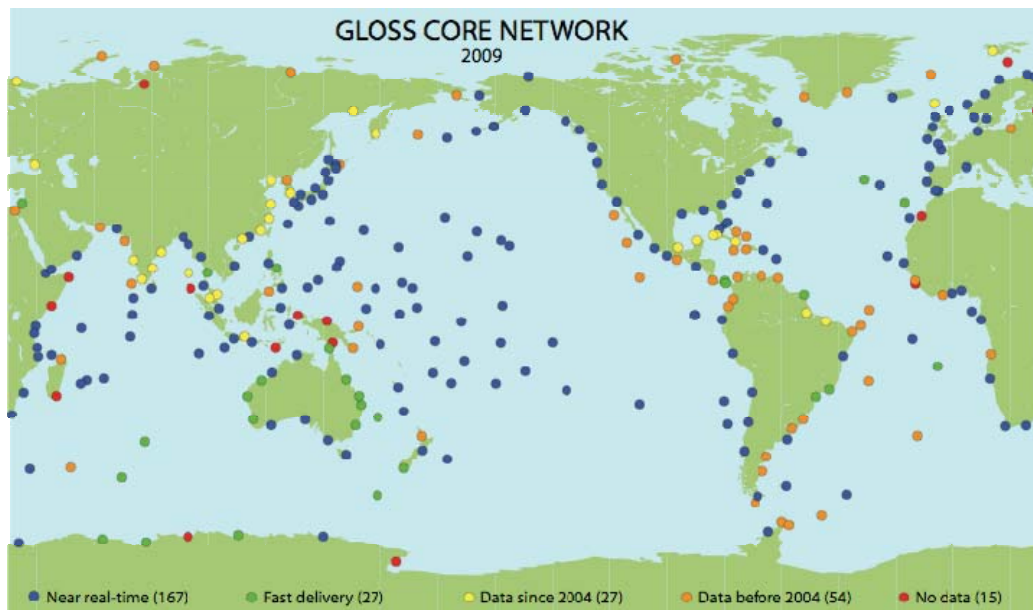 GLOSS CORE NETWORK
2009
Near real-time (167) Fast delivery (27) Data since 2004 (27) Data before 2004 (54) No data (15)